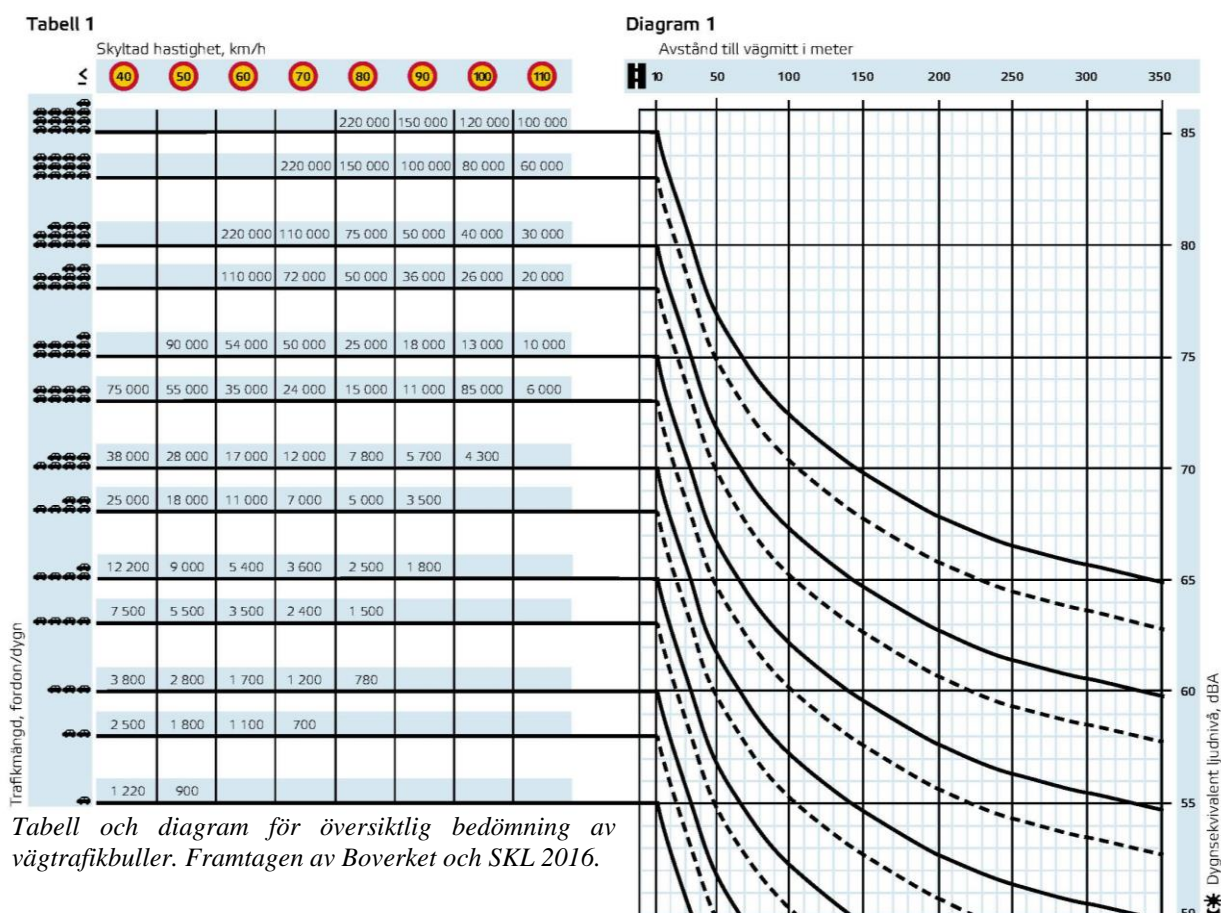 Tabell 1
Skyltad hastighet, km/h
≤ 40 50 60 70 80 90 100 110
220 000 150 000 120 000 100 000
220 000 150 000 100 000 80 000 60 000
220 000 110 000 75 000 50 000 40 000 30 000
110 000 72 000 50 000 36 000 26 000 20 000
90 000 54 000 50 000 25 000 18 000 13 000 10 000
75 000 55 000 35 000 24 000 15 000 11 000 85 000 6 000
38 000 28 000 17 000 12 000 7 800 5 700 4 300
25 000 18 000 11 000 7 000 5 000 3 500
12 200 9 000 5 400 3 600 2 500 1 800
7 500 5 500 3 500 2 400 1 500
3 800 2 800 1 700 1 200 780
2 500 1 800 1 100 700
1 220 900
Trafikmängd, fordon/dygn
Tabell och diagram för översiktlig bedömning av
vägtrafikbuller. Framtagen av Boverket och SKL 2016.
Diagram 1
Avstånd till vägmitt i meter
10 50 100 150 200 250 300 350
85
80
75
70
65
60
55
50
Dygnsekvivalent ljudnivå, dBA